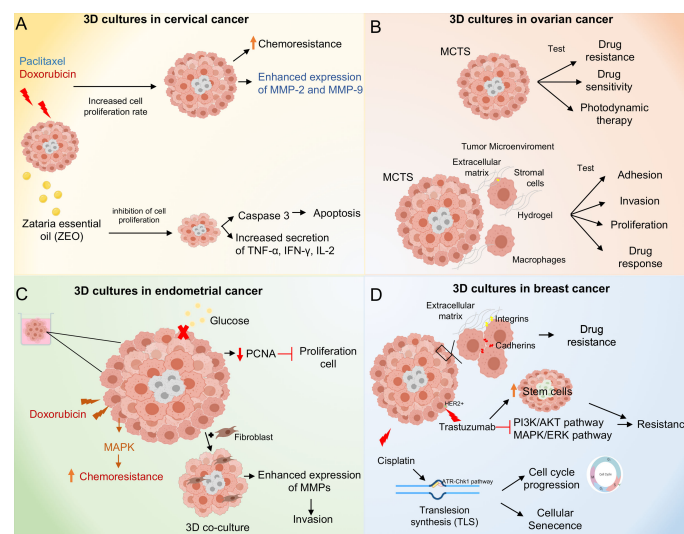 A
3D cultures in cervical cancer
Paclitaxel
Doxorubicin
Increased cell
proliferation rate
Chemoresistance
Enhanced expression
of MMP-2 and MMP-9
Zataria essential
oil (ZEO)
inhibition of cell
proliferation
Caspase 3
Apoptosis
Increased secretion
of TNF-α, IFN-γ, IL-2
B
3D cultures in ovarian cancer
MCTS
Test
Drug
resistance
Drug
sensitivity
Photodynamic
therapy
Tumor Microenviroment
Extracellular
matrix
Stromal
cells
MCTS
Hydrogel
Macrophages
Test
Adhesion
Invasion
Proliferation
Drug
response
C
3D cultures in endometrial cancer
Glucose
PCNA
Proliferation
cell
Doxorubicin
MAPK
Chemoresistance
Fibroblast
3D co-culture
Enhanced expression
of MMPs
Invasion
D
3D cultures in breast cancer
Extracellular
matrix
Integrins
Cadherins
Drug
resistance
HER2+
Trastuzumab
Stem cells
PI3K/AKT pathway
MAPK/ERK pathway
Resistance
Cisplatin
ATR-Chk1 pathway
Translesion
synthesis (TLS)
Cell cycle
progression
Cell Cycle
Cellular
Senecence